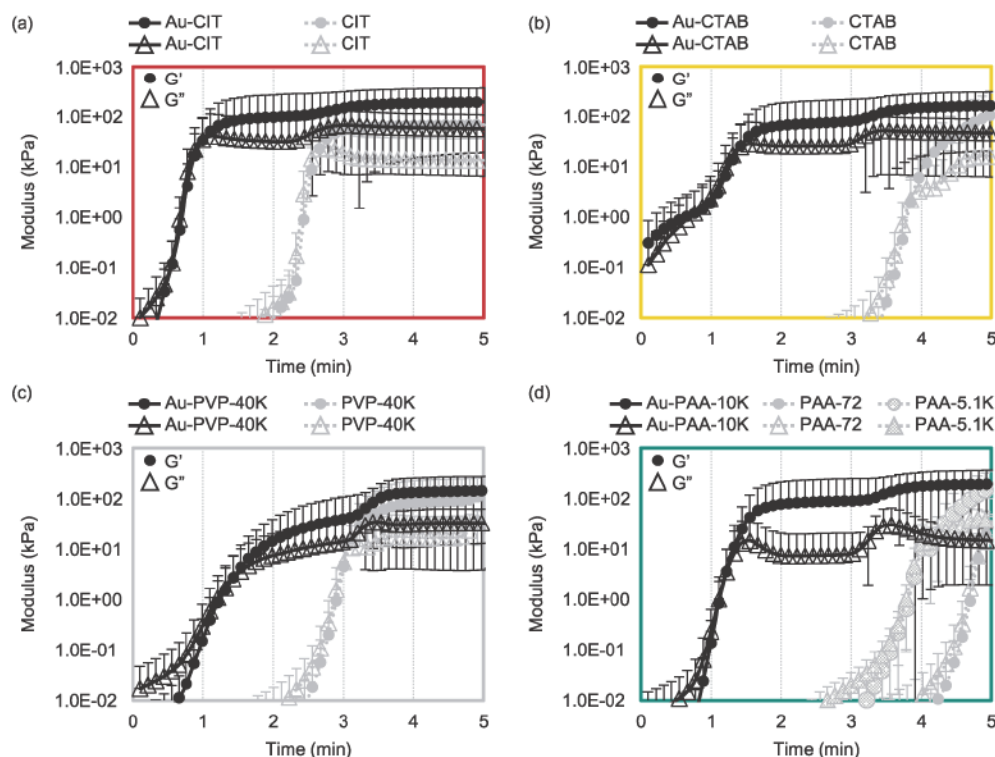 (a)
Au-CIT CIT
Au-CIT CIT
G'
G"
1.0E+03
1.0E+02
1.0E+01
1.0E+00
1.0E-01
1.0E-02
Modulus (kPa)
0 1 2 3 4 5
Time (min)
(b)
Au-CTAB CTAB
Au-CTAB CTAB
G'
G"
1.0E+03
1.0E+02
1.0E+01
1.0E+00
1.0E-01
1.0E-02
Modulus (kPa)
0 1 2 3 4 5
Time (min)
(c)
Au-PVP-40K PVP-40K
Au-PVP-40K PVP-40K
G'
G"
1.0E+03
1.0E+02
1.0E+01
1.0E+00
1.0E-01
1.0E-02
Modulus (kPa)
0 1 2 3 4 5
Time (min)
(d)
Au-PAA-10K PAA-72 PAA-5.1K
Au-PAA-10K PAA-72 PAA-5.1K
G'
G"
1.0E+03
1.0E+02
1.0E+01
1.0E+00
1.0E-01
1.0E-02
Modulus (kPa)
0 1 2 3 4 5
Time (min)